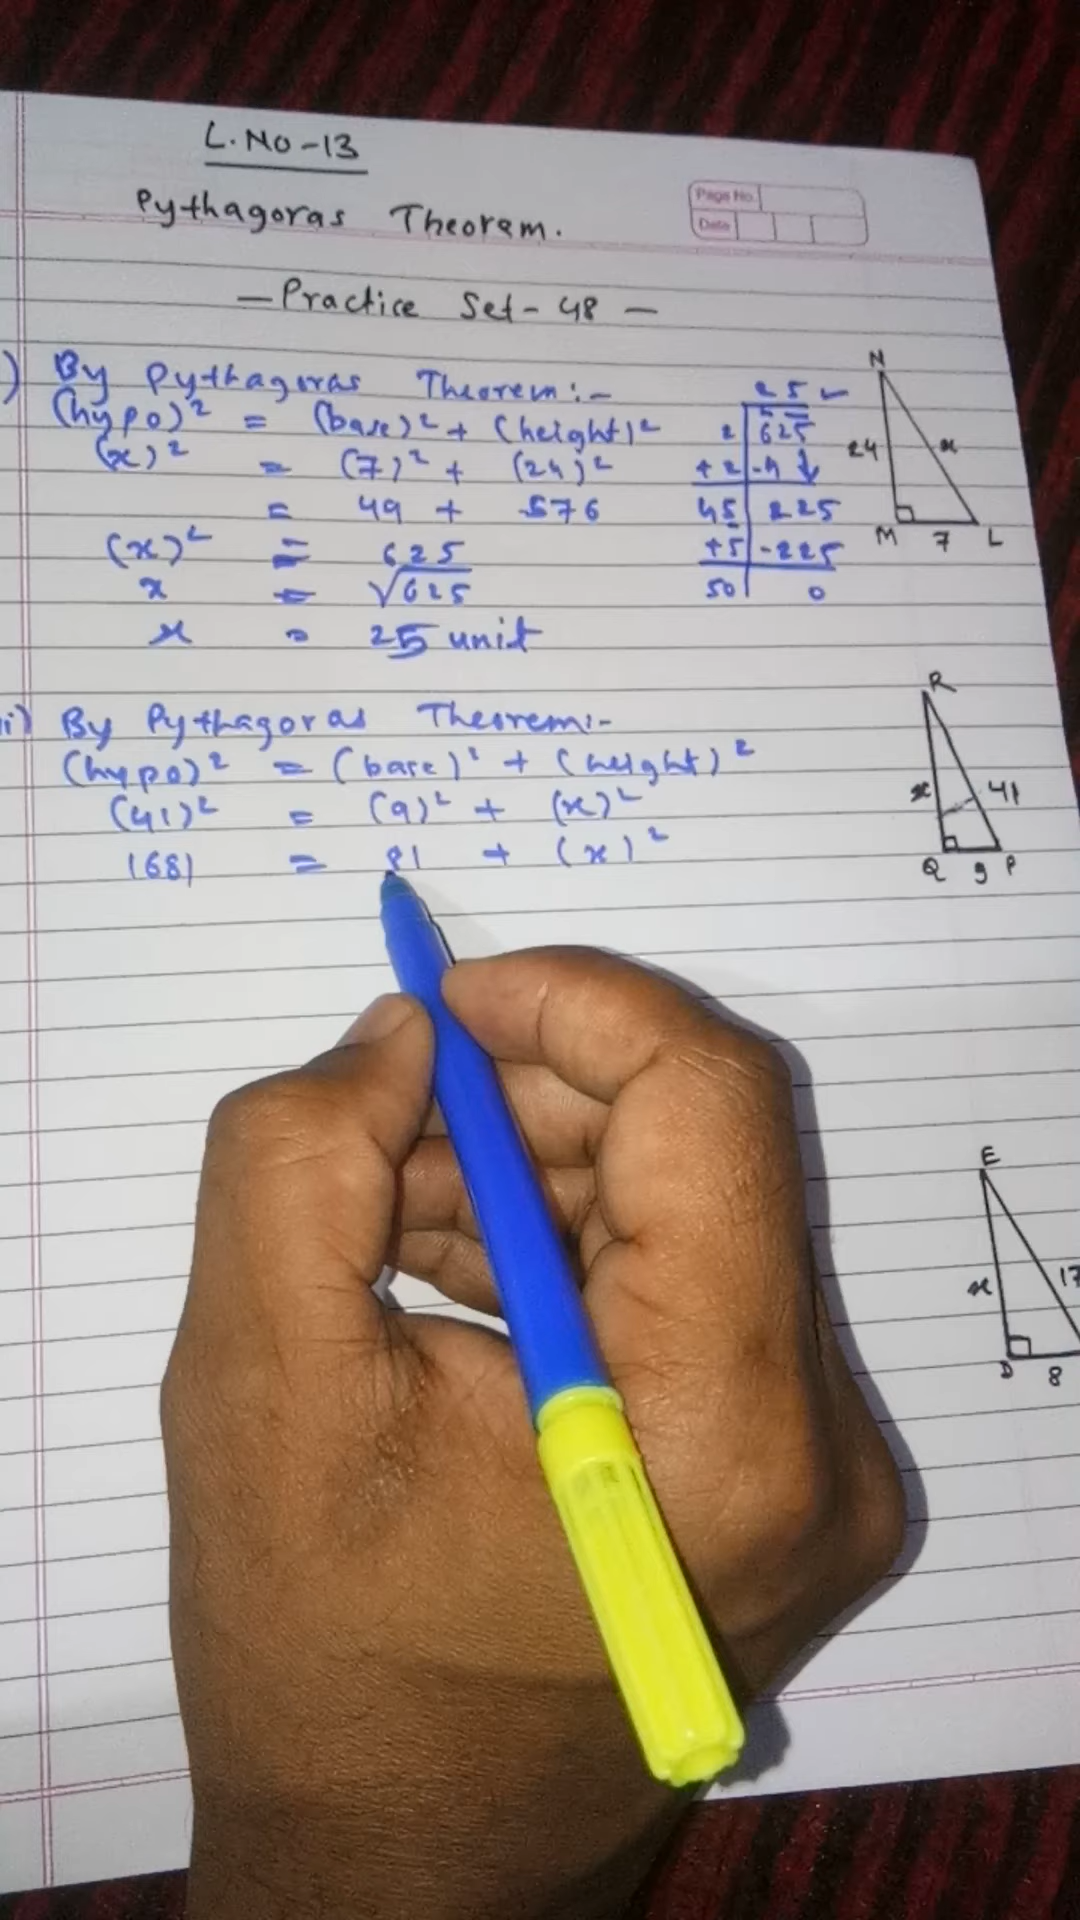 L.No-13
Pythagoras Theoram.
Page No.
Date
- Practice Set - 48 -
) By Pythagoras Theorem:-
(hypo)² = (base)² + (height)²
(x)² = (7)² + (24)²
= 49 + 576
(x)² = 625
x = √625
x = 25 unit
25
2 625
+2 -4 ↓
45 225
+5 -225
50 0
N
24 x
M 7 L
ii) By Pythagoras Theorem:-
(hypo)² = (base)² + (height)²
(41)² = (9)² + (x)²
1681 = 81 + (x)²
R
x 41
Q 9 P
E
x 17
D 8